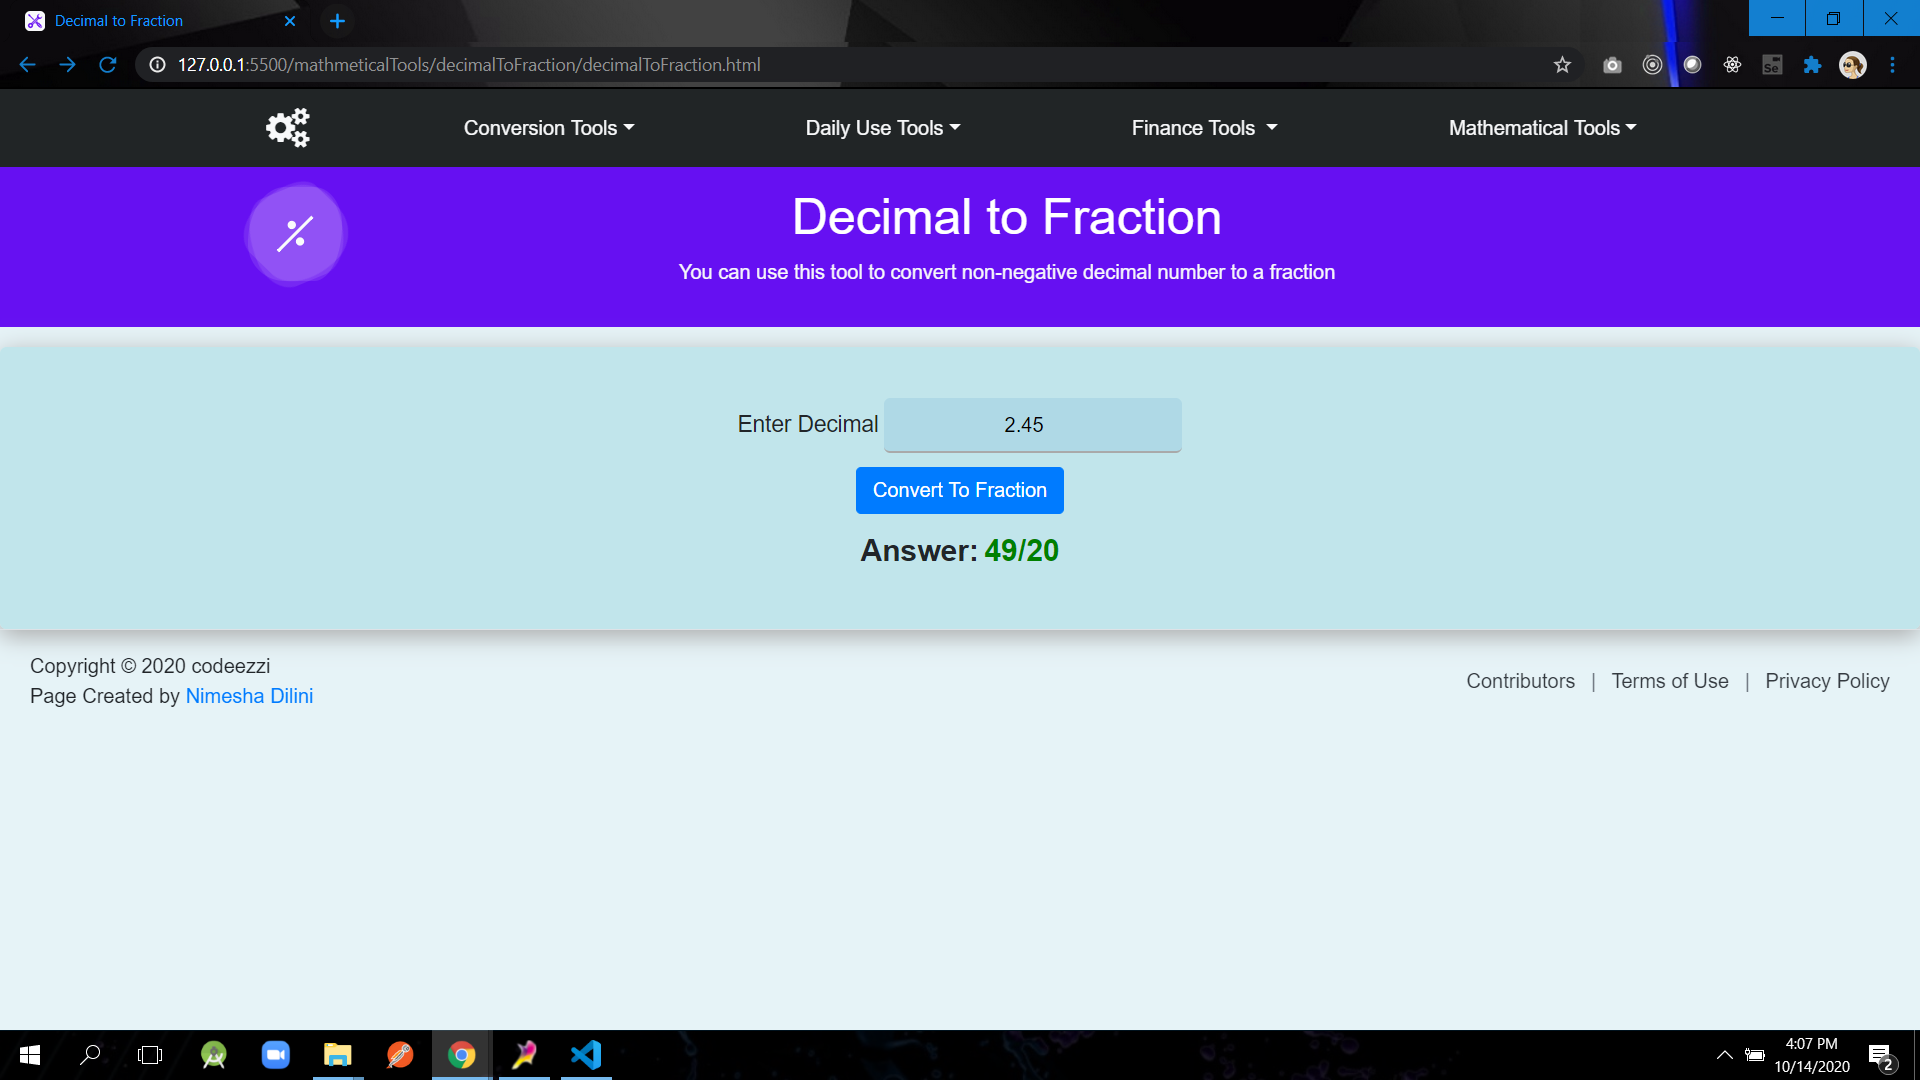 Decimal to Fraction
127.0.0.1:5500/mathmeticalTools/decimalToFraction/decimalToFraction.html
Se
Conversion Tools
Daily Use Tools
Finance Tools
Mathematical Tools
Decimal to Fraction
You can use this tool to convert non-negative decimal number to a fraction
Enter Decimal 2.45
Convert To Fraction
Answer: 49/20
Copyright © 2020 codeezzi
Page Created by Nimesha Dilini
Contributors | Terms of Use | Privacy Policy
4:07 PM
10/14/2020
2